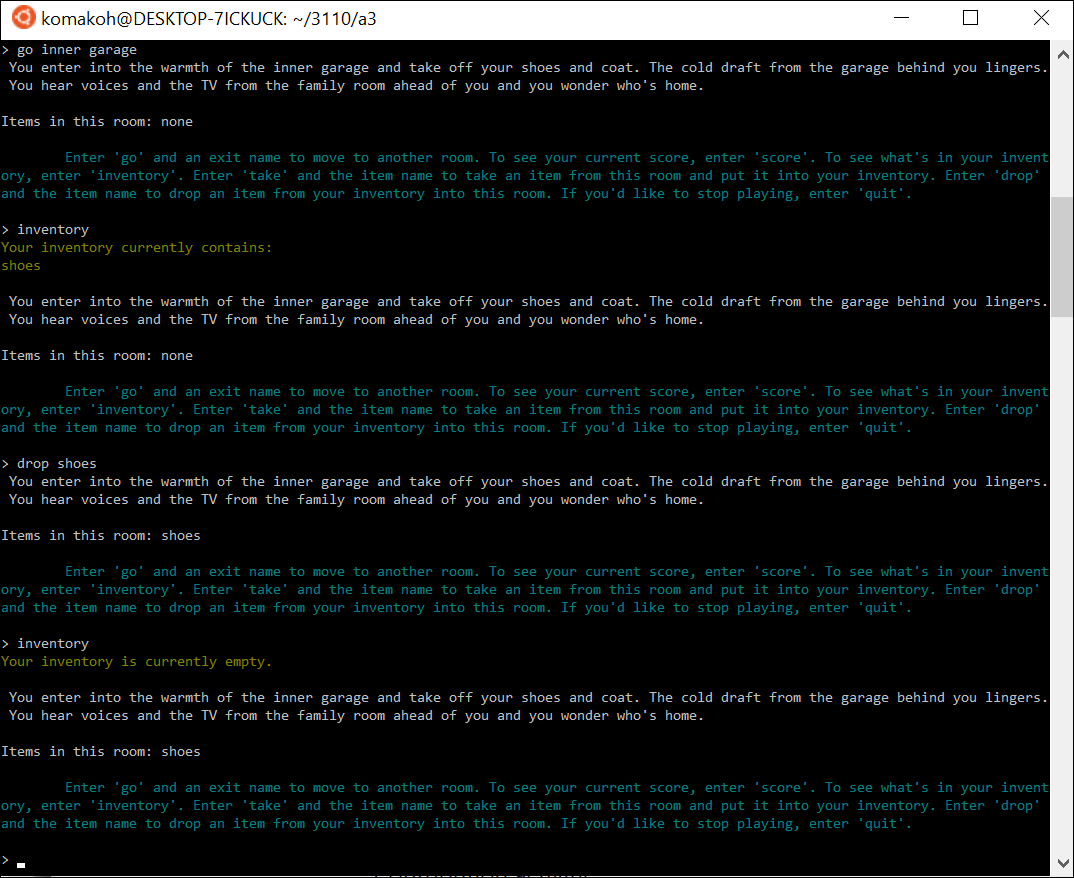 komakoh@DESKTOP-7ICKUCK: ~/3110/a3
> go inner garage
You enter into the warmth of the inner garage and take off your shoes and coat. The cold draft from the garage behind you lingers.
You hear voices and the TV from the family room ahead of you and you wonder who's home.
Items in this room: none
Enter 'go' and an exit name to move to another room. To see your current score, enter 'score'. To see what's in your invent
ory, enter 'inventory'. Enter 'take' and the item name to take an item from this room and put it into your inventory. Enter 'drop'
and the item name to drop an item from your inventory into this room. If you'd like to stop playing, enter 'quit'.
> inventory
Your inventory currently contains:
shoes
You enter into the warmth of the inner garage and take off your shoes and coat. The cold draft from the garage behind you lingers.
You hear voices and the TV from the family room ahead of you and you wonder who's home.
Items in this room: none
Enter 'go' and an exit name to move to another room. To see your current score, enter 'score'. To see what's in your invent
ory, enter 'inventory'. Enter 'take' and the item name to take an item from this room and put it into your inventory. Enter 'drop'
and the item name to drop an item from your inventory into this room. If you'd like to stop playing, enter 'quit'.
> drop shoes
You enter into the warmth of the inner garage and take off your shoes and coat. The cold draft from the garage behind you lingers.
You hear voices and the TV from the family room ahead of you and you wonder who's home.
Items in this room: shoes
Enter 'go' and an exit name to move to another room. To see your current score, enter 'score'. To see what's in your invent
ory, enter 'inventory'. Enter 'take' and the item name to take an item from this room and put it into your inventory. Enter 'drop'
and the item name to drop an item from your inventory into this room. If you'd like to stop playing, enter 'quit'.
> inventory
Your inventory is currently empty.
You enter into the warmth of the inner garage and take off your shoes and coat. The cold draft from the garage behind you lingers.
You hear voices and the TV from the family room ahead of you and you wonder who's home.
Items in this room: shoes
Enter 'go' and an exit name to move to another room. To see your current score, enter 'score'. To see what's in your invent
ory, enter 'inventory'. Enter 'take' and the item name to take an item from this room and put it into your inventory. Enter 'drop'
and the item name to drop an item from your inventory into this room. If you'd like to stop playing, enter 'quit'.
>